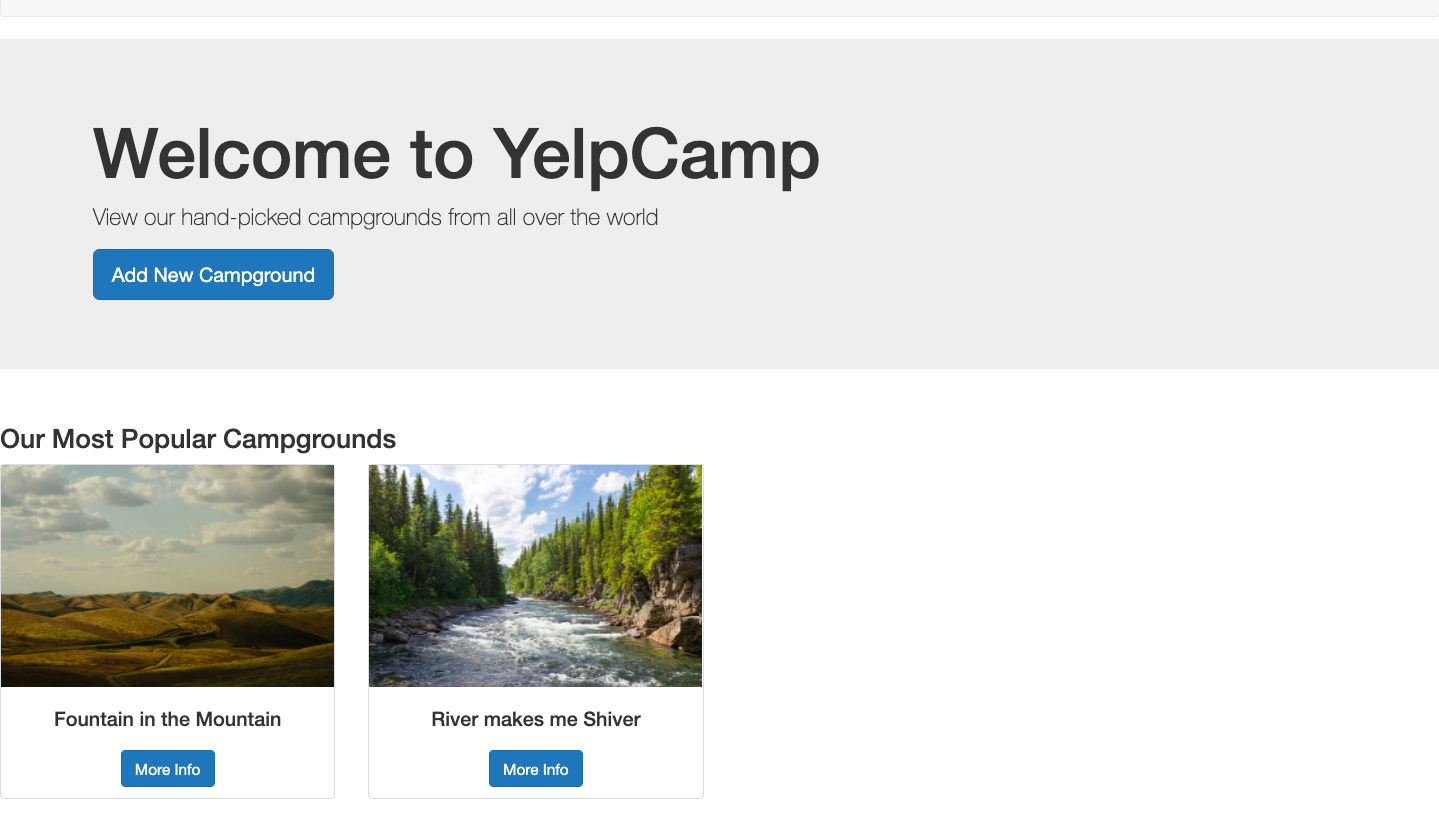 Welcome to YelpCamp
View our hand-picked campgrounds from all over the world
Add New Campground
Our Most Popular Campgrounds
Fountain in the Mountain
River makes me Shiver
More Info
More Info